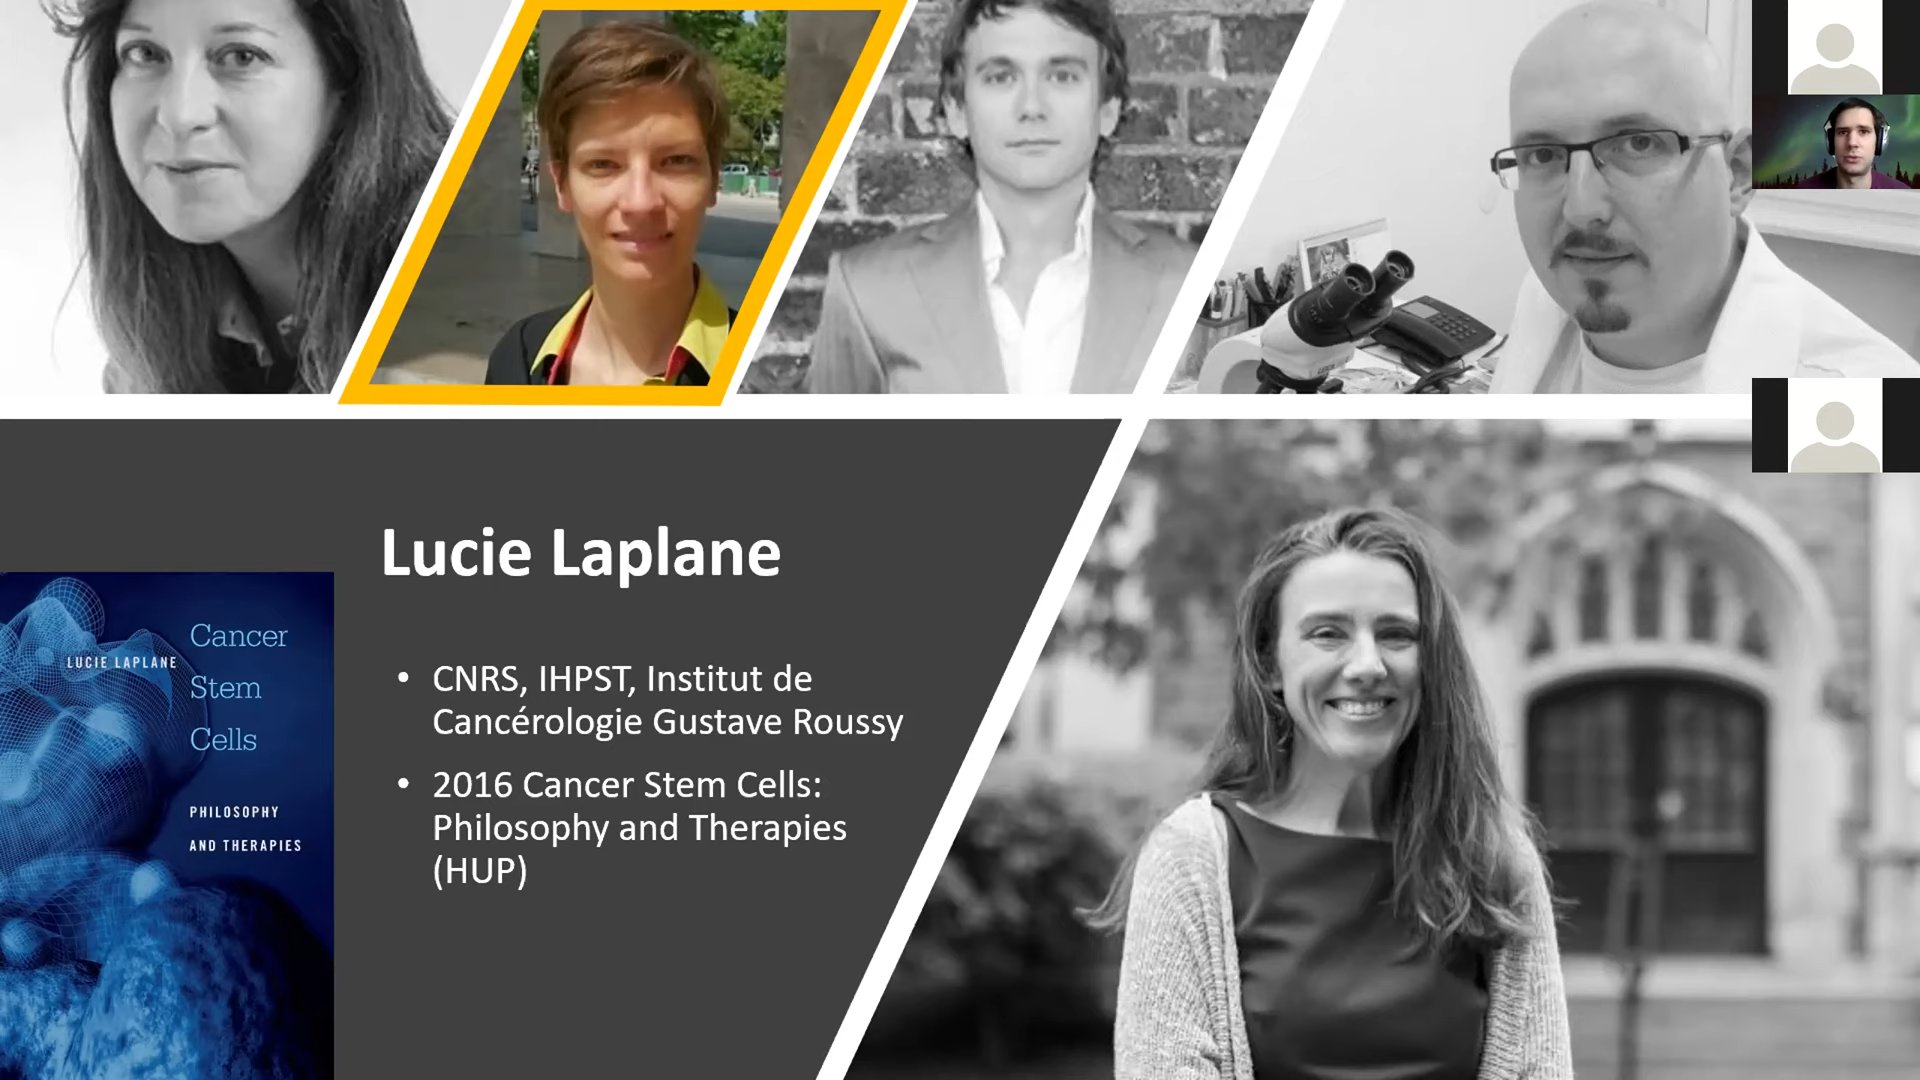 Lucie Laplane
• CNRS, IHPST, Institut de
Cancérologie Gustave Roussy
• 2016 Cancer Stem Cells:
Philosophy and Therapies
(HUP)
Cancer
LUCIE LAPLANE
Stem
Cells
PHILOSOPHY
AND THERAPIES